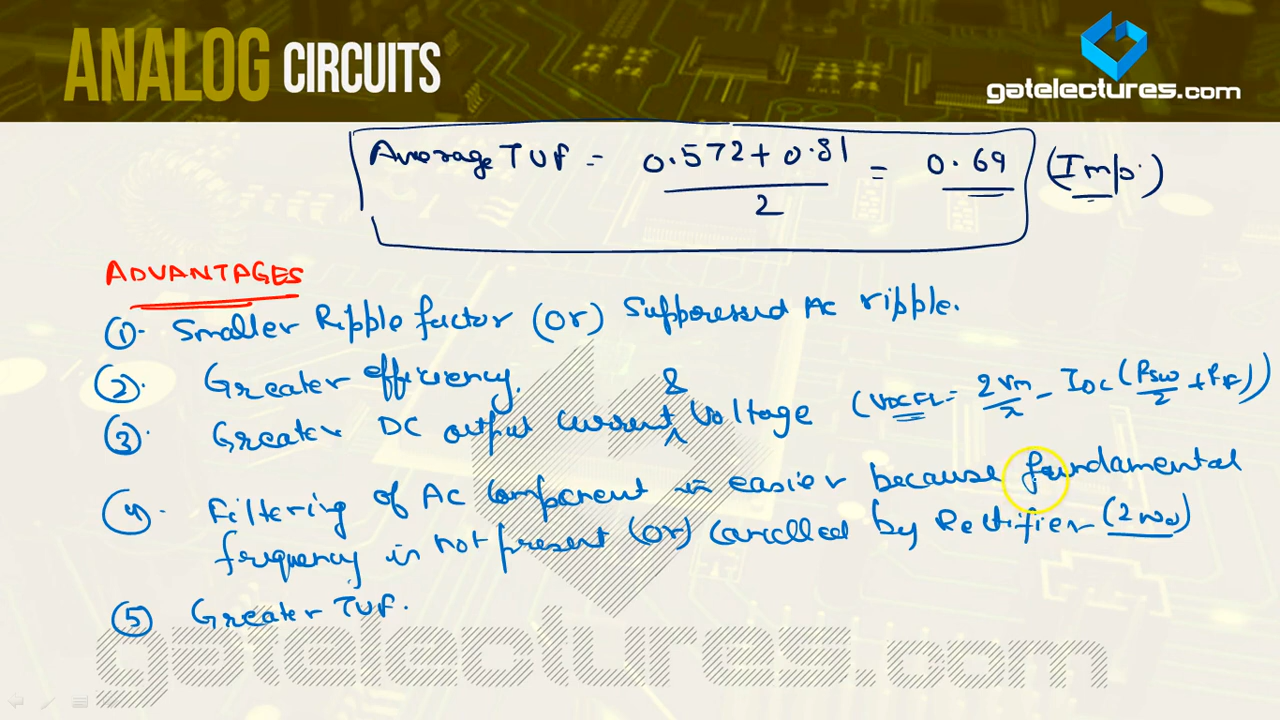 ANALOG CIRCUITS
gatelectures.com
Average TUF = 0.572 + 0.81 / 2 = 0.69 (Imp.)
ADVANTAGES
(1). Smaller Ripple factor (or) Suppressed Ac ripple.
(2). Greater efficiency.
(3). Greater DC output current & Voltage (VDCFL = 2Vm/π - IDC (RSW/2 + RF))
(4). Filtering of Ac component is easier because fundamental
frequency is not present (or) cancelled by Rectifier (2ω0)
(5) Greater TUF.
gatelectures.com